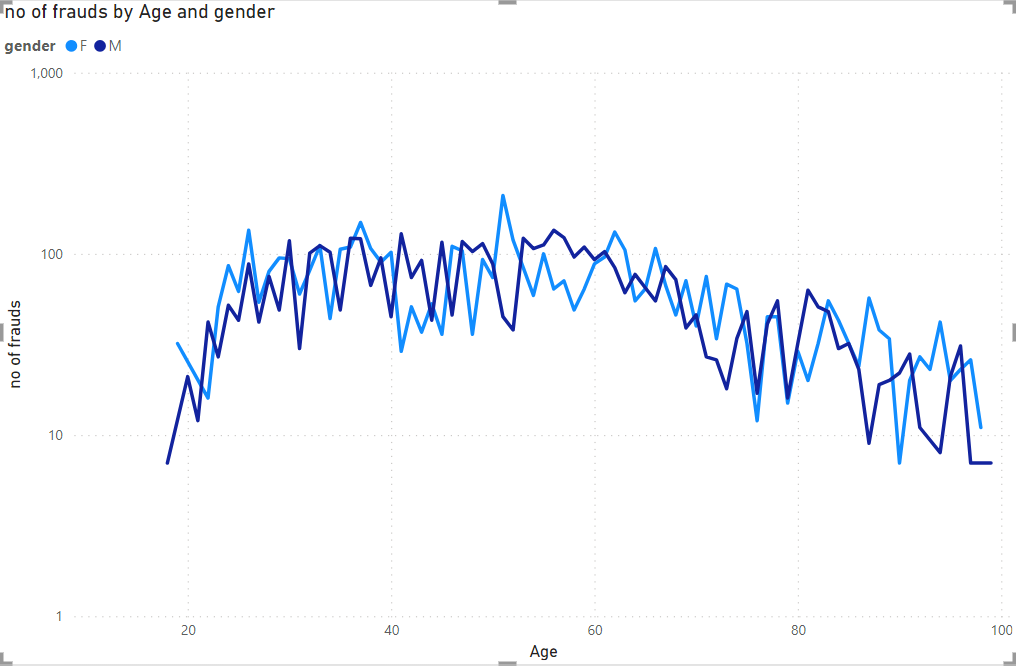 no of frauds by Age and gender
gender F M
1,000
100
10
1
no of frauds
20 40 60 80 100
Age